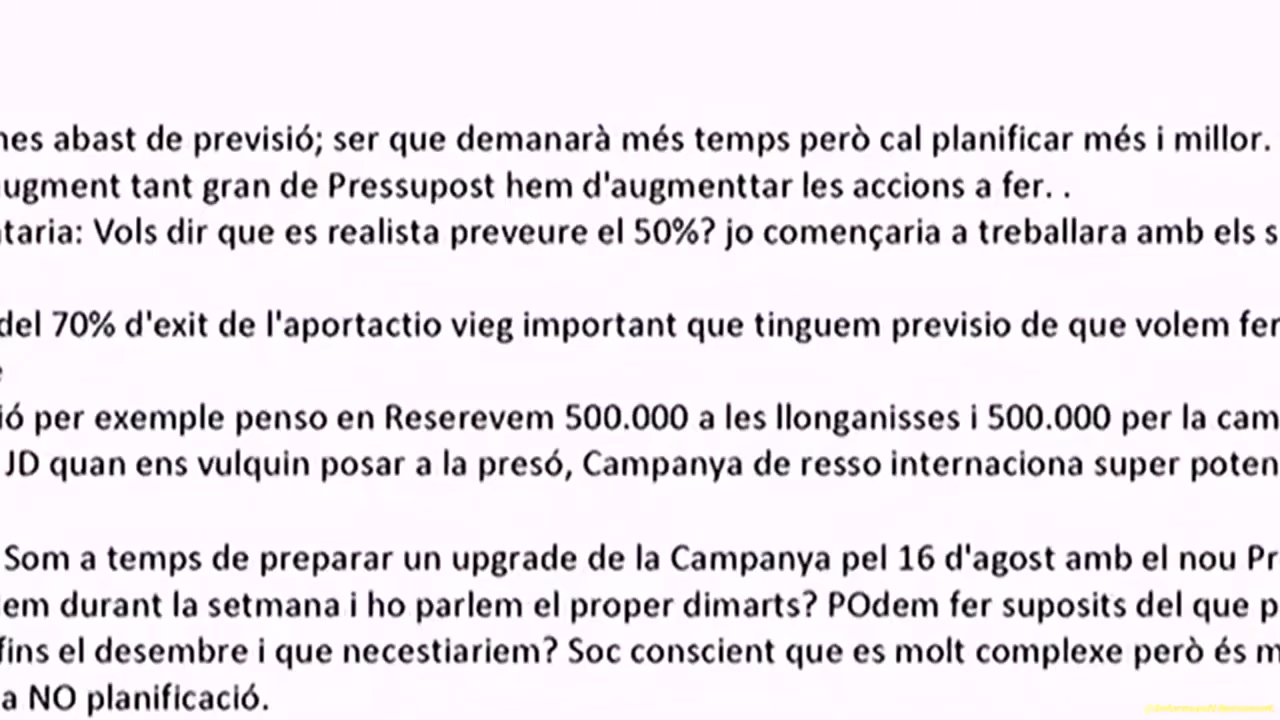 nes abast de previsió; ser que demanarà més temps però cal planificar més i millor.
ugment tant gran de Pressupost hem d'augmenttar les accions a fer. .
taria: Vols dir que es realista preveure el 50%? jo començaria a treballara amb els s
del 70% d'exit de l'aportactio vieg important que tinguem previsio de que volem fer
ió per exemple penso en Reserevem 500.000 a les llonganisses i 500.000 per la cam
JD quan ens vulquin posar a la presó, Campanya de resso internaciona super poten
Som a temps de preparar un upgrade de la Campanya pel 16 d'agost amb el nou Pr
em durant la setmana i ho parlem el proper dimarts? POdem fer suposits del que p
fins el desembre i que necestiariem? Soc conscient que es molt complexe però és m
a NO planificació.